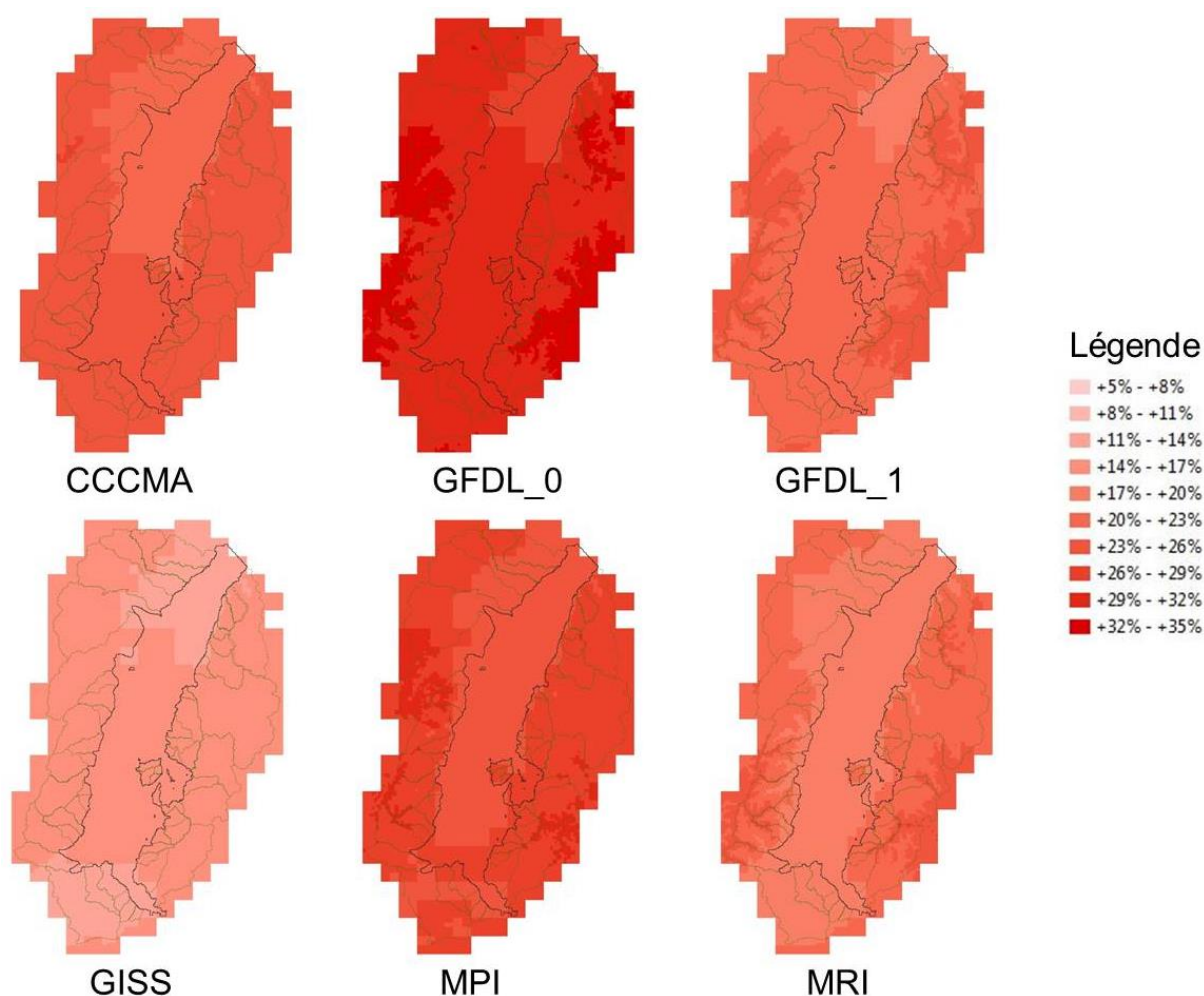 CCCMA
GFDL_0
GFDL_1
Légende
+5% - +8%
+8% - +11%
+11% - +14%
+14% - +17%
+17% - +20%
+20% - +23%
+23% - +26%
+26% - +29%
+29% - +32%
+32% - +35%
GISS
MPI
MRI